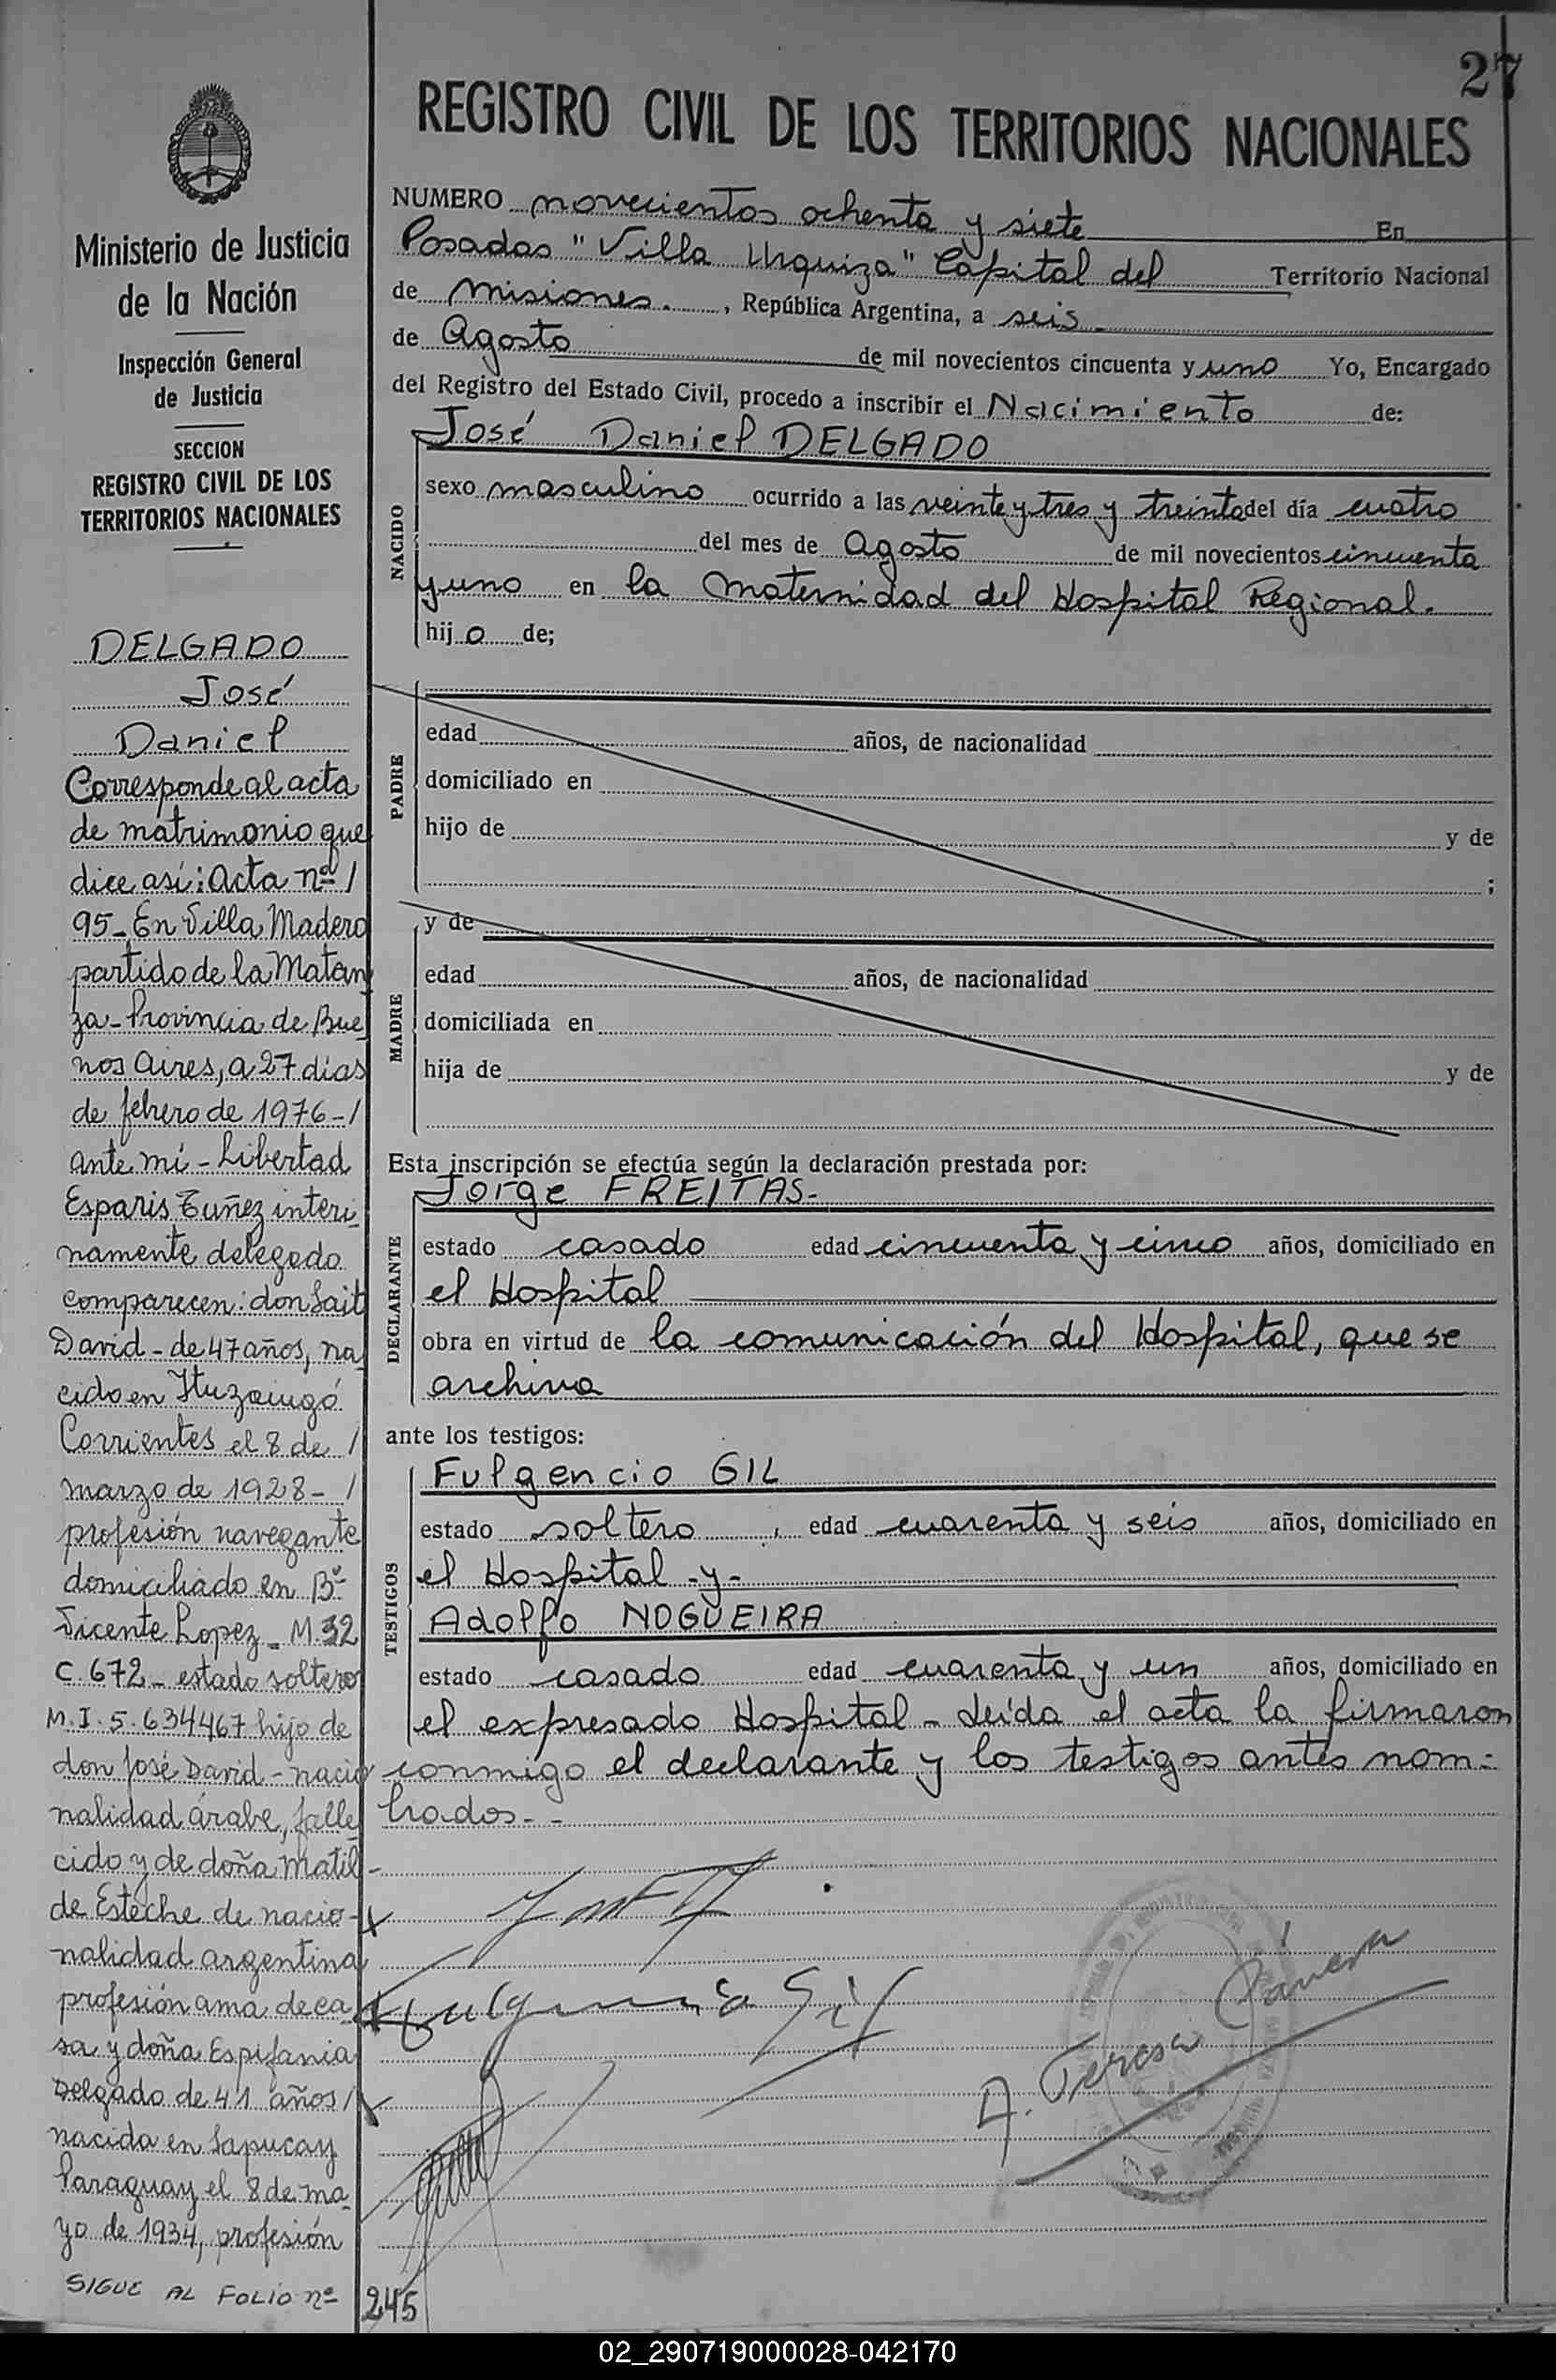 27
REGISTRO CIVIL DE LOS TERRITORIOS NACIONALES
Ministerio de Justicia
de la Nación
Inspección General
de Justicia
SECCION
REGISTRO CIVIL DE LOS
TERRITORIOS NACIONALES
DELGADO
José
Daniel
Corresponde al acta
de matrimonio que
dice así: Acta nº /
95- En Villa Madero
partido de la Matan
za- Provincia de Bue
nos Aires, a 27 días
de febrero de 1976- /
ante mí - Libertad
Esparis Tuñez interi
namente delegado
comparecen: don Sait
David - de 47 años, na
cido en Ituzaingó
Corrientes el 8 de /
marzo de 1928- /
profesión navegante
domiciliado en Bº
Vicente Lopez - M.32
C. 672 - estado soltero
M.I. 5.634467 hijo de
don José David - nacio
nalidad árabe, falle
cido y de doña Matil-
de Esteche de nacio-
nalidad argentina
profesión ama de ca
sa y doña Espifania
Delgado de 41 años /
nacida en Sapucay
Paraguay el 8 de ma
yo de 1934, profesión
SIGUE AL FOLIO nº 245
NUMERO novecientos ochenta y siete En
Posadas "Villa Urquiza" Capital del Territorio Nacional
de Misiones. , República Argentina, a seis
de Agosto de mil novecientos cincuenta y uno Yo, Encargado
del Registro del Estado Civil, procedo a inscribir el Nacimiento de:
NACIDO
José Daniel DELGADO
sexo masculino ocurrido a las veinte y tres y treinta del día cuatro
del mes de Agosto de mil novecientos cincuenta
y uno en la Maternidad del Hospital Regional.
hij o de;
PADRE
edad años, de nacionalidad
domiciliado en
hijo de y de
;
MADRE
y de
edad años, de nacionalidad
domiciliada en
hija de y de
Esta inscripción se efectúa según la declaración prestada por:
DECLARANTE
Jorge FREITAS-
estado casado edad cincuenta y cinco años, domiciliado en
el Hospital
obra en virtud de la comunicación del Hospital, que se
archiva
ante los testigos:
TESTIGOS
Fulgencio GIL
estado soltero , edad cuarenta y seis años, domiciliado en
el Hospital -y-
Adolfo NOGUEIRA
estado casado edad cuarenta y un años, domiciliado en
el expresado Hospital - Leída el acta la firmaron
conmigo el declarante y los testigos antes nom-
brados- -
Fulgencio Gil
A. Teresa
02_290719000028-042170